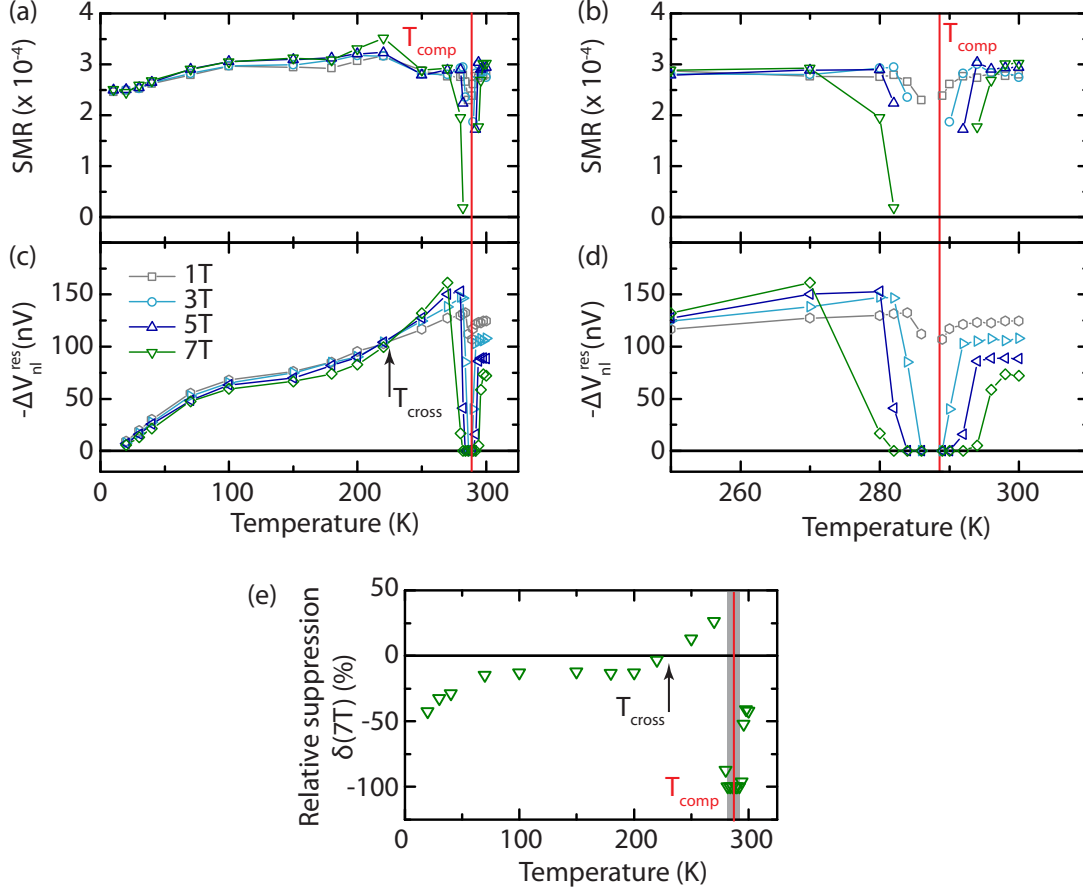 (a)
4
3
2
1
0
SMR (x 10⁻⁴)
T_comp
(b)
4
3
2
1
0
SMR (x 10⁻⁴)
T_comp
(c)
1T
3T
5T
7T
150
100
50
0
-ΔV_nl^res (nV)
T_cross
0 100 200 300
Temperature (K)
(d)
150
100
50
0
-ΔV_nl^res (nV)
260 280 300
Temperature (K)
(e)
50
0
-50
-100
Relative suppression
δ(7T) (%)
T_cross
T_comp
0 100 200 300
Temperature (K)